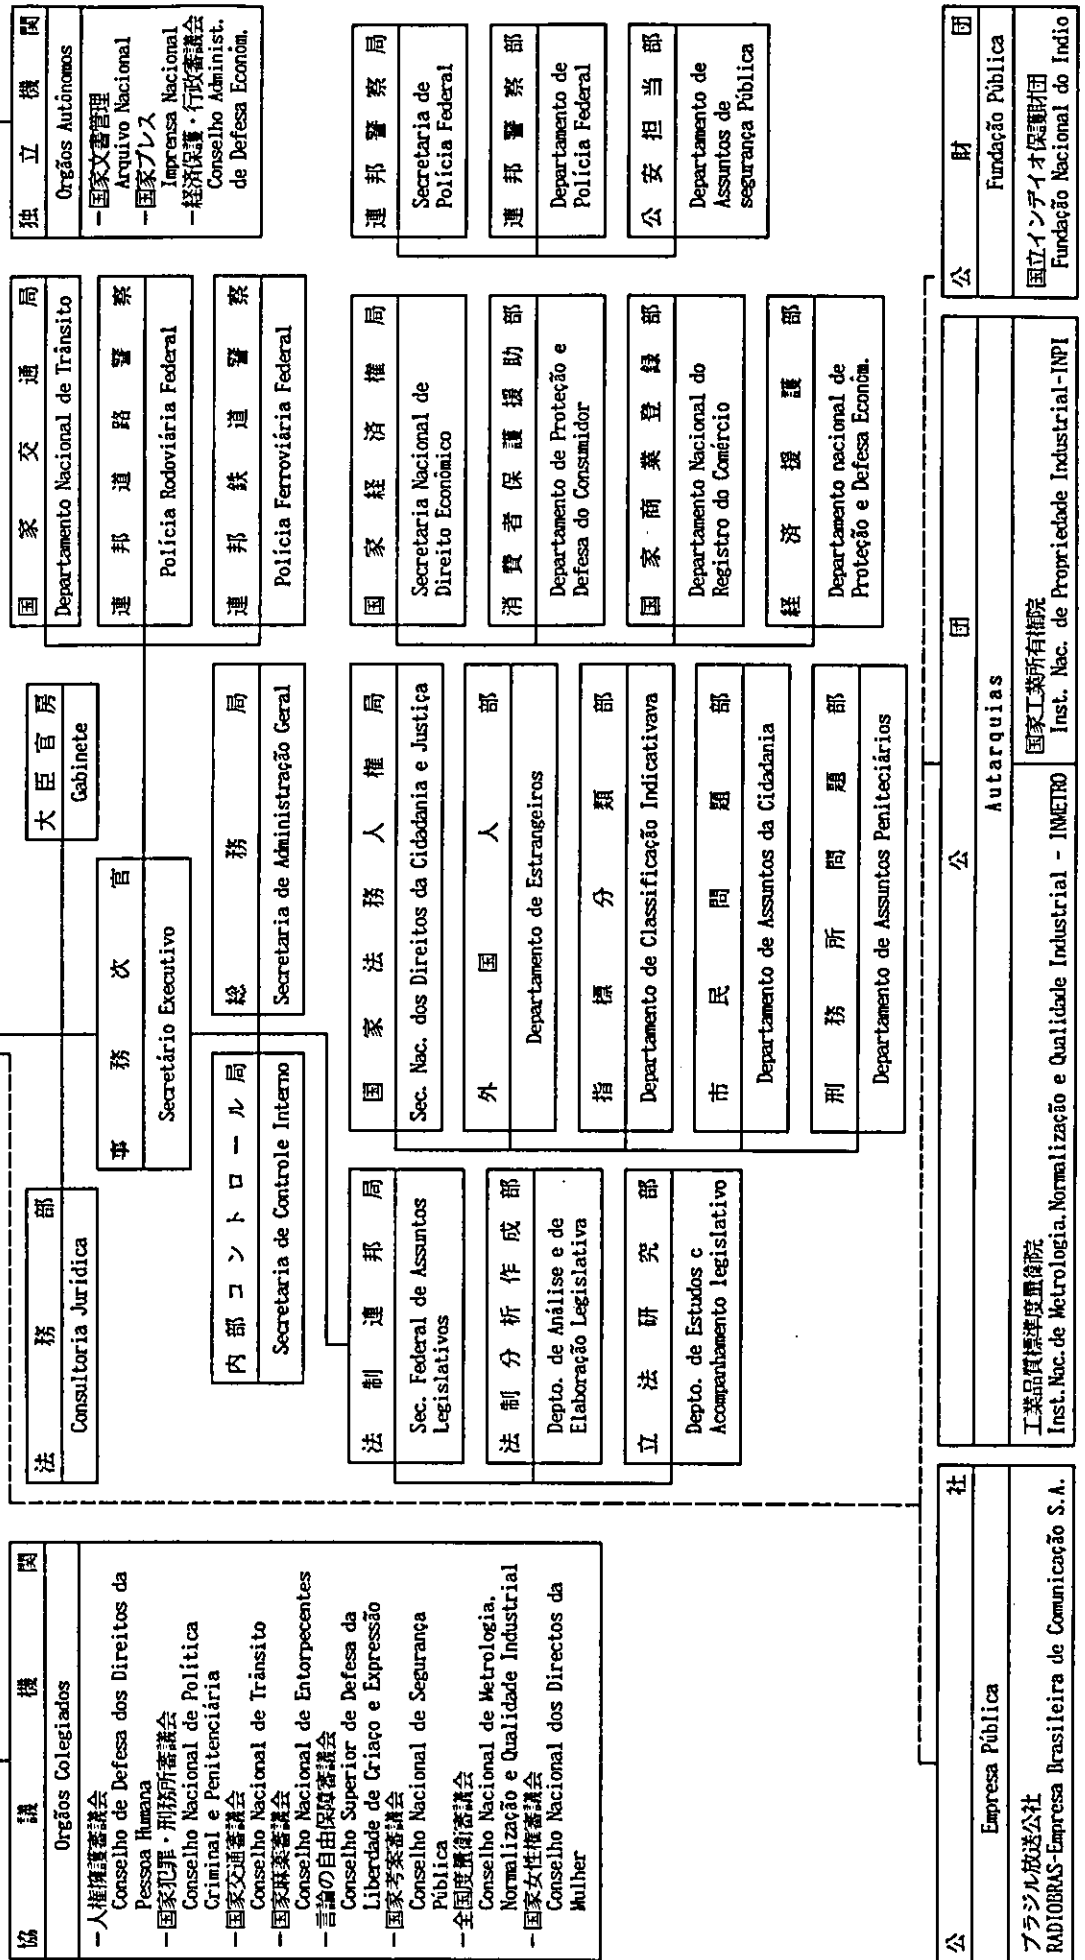 協議機関
Orgãos Colegiados
－人権擁護審議会
Conselho de Defesa dos Direitos da
Pessoa Humana
－国家犯罪・刑務所審議会
Conselho Nacional de Política
Criminal e Penitenciária
－国家交通審議会
Conselho Nacional de Trânsito
－国家麻薬審議会
Conselho Nacional de Entorpecentes
－言論の自由保障審議会
Conselho Superior de Defesa da
Liberdade de Criaço e Expressão
－国家考案審議会
Conselho Nacional de Segurança
Pública
－全国度量衡審議会
Conselho Nacional de Metrologia,
Normalização e Qualidade Industrial
－国家女性権審議会
Conselho Nacional dos Directos da
Mulher
法務部
Consultoria Jurídica
大臣官房
Gabinete
事務次官
Secretário Executivo
内部コントロール局
Secretaria de Controle Interno
総務局
Secretaria de Administração Geral
国家交通局
Departamento Nacional de Trânsito
連邦道路警察
Polícia Rodoviária Federal
連邦鉄道警察
Polícia Ferroviária Federal
独立機関
Orgãos Autônomos
－国家文書管理
Arquivo Nacional
－国家プレス
Imprensa Nacional
－経済保護・行政審議会
Conselho Administ.
de Defesa Econôm.
法制連邦局
Sec. Federal de Assuntos
Legislativos
法制分析作成部
Depto. de Análise e de
Elaboração Legislativa
立法研究部
Depto. de Estudos c
Acompanhamento legislativo
国家法務人権局
Sec. Nac. dos Direitos da Cidadania e Justiça
外国人部
Departamento de Estrangeiros
指標分類部
Departamento de Classificação Indicativava
市民問題部
Departamento de Assuntos da Cidadania
刑務所問題部
Departamento de Assuntos Peniteciários
国家経済権局
Secretaria Nacional de
Direito Econômico
消費者保護援助部
Departamento de Proteção e
Defesa do Consumidor
国家商業登録部
Departamento Nacional do
Registro do Comércio
経済援護部
Departamento nacional de
Proteção e Defesa Econôm.
連邦警察局
Secretaria de
Polícia Federal
連邦警察部
Departamento de
Polícia Federal
公安担当部
Departamento de
Assuntos de
segurança Pública
公社
Empresa Pública
ブラジル放送公社
RADIOBRAS-Empresa Brasileira de Comunicação S.A.
公団
Autarquias
工業品質標準度量衡院
Inst.Nac.de Metrologia.Normalização e Qualidade Industrial - INMETRO
国家工業所有権院
Inst. Nac. de Propriedade Industrial-INPI
公財団
Fundação Pública
国立インディオ保護財団
Fundação Nacional do Indio